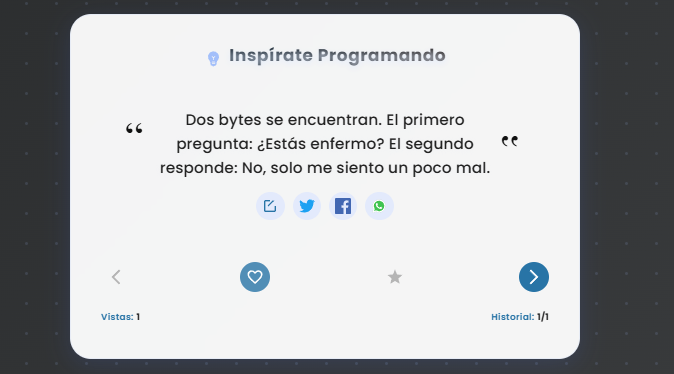 Inspírate Programando
“ Dos bytes se encuentran. El primero
pregunta: ¿Estás enfermo? El segundo
responde: No, solo me siento un poco mal. “
Vistas: 1
Historial: 1/1